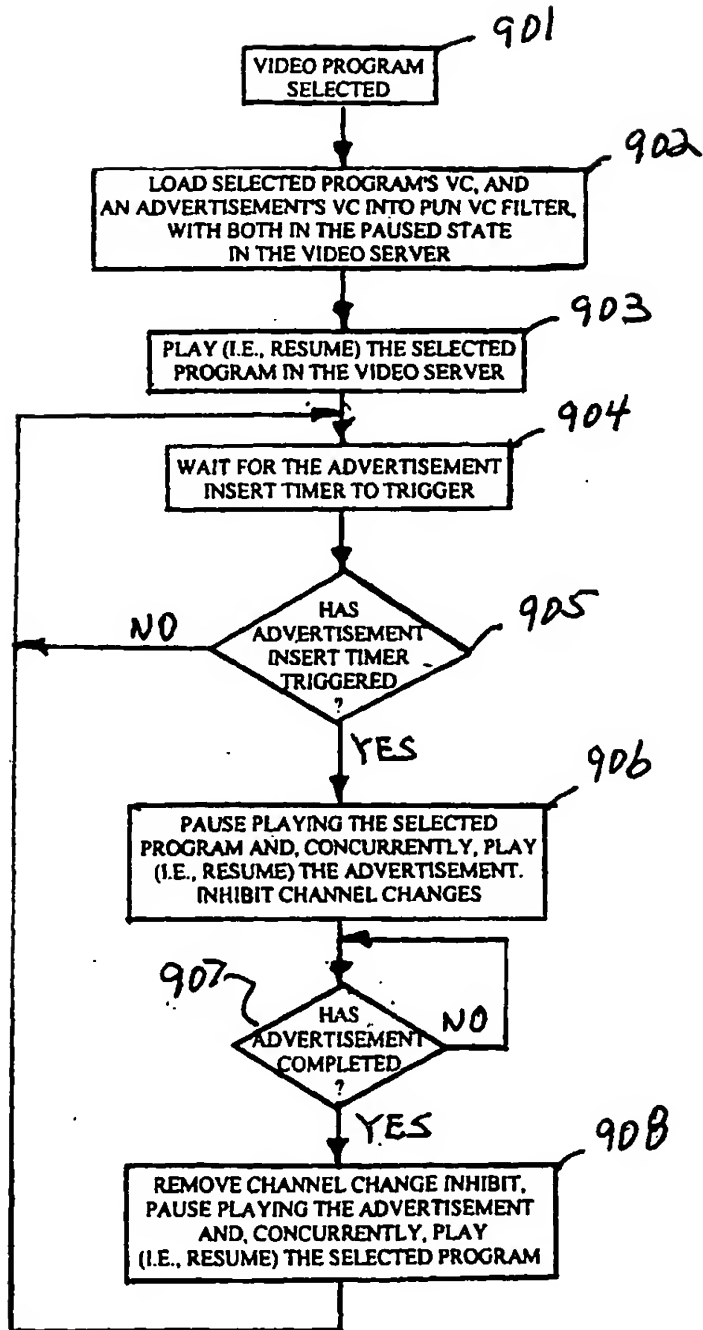 901
VIDEO PROGRAM
SELECTED
902
LOAD SELECTED PROGRAM'S VC, AND
AN ADVERTISEMENT'S VC INTO PUN VC FILTER,
WITH BOTH IN THE PAUSED STATE
IN THE VIDEO SERVER
903
PLAY (I.E., RESUME) THE SELECTED
PROGRAM IN THE VIDEO SERVER
904
WAIT FOR THE ADVERTISEMENT
INSERT TIMER TO TRIGGER
905
HAS
ADVERTISEMENT
INSERT TIMER
TRIGGERED
?
NO
YES
906
PAUSE PLAYING THE SELECTED
PROGRAM AND, CONCURRENTLY, PLAY
(I.E., RESUME) THE ADVERTISEMENT.
INHIBIT CHANNEL CHANGES
907
HAS
ADVERTISEMENT
COMPLETED
?
NO
YES
908
REMOVE CHANNEL CHANGE INHIBIT,
PAUSE PLAYING THE ADVERTISEMENT
AND, CONCURRENTLY, PLAY
(I.E., RESUME) THE SELECTED PROGRAM